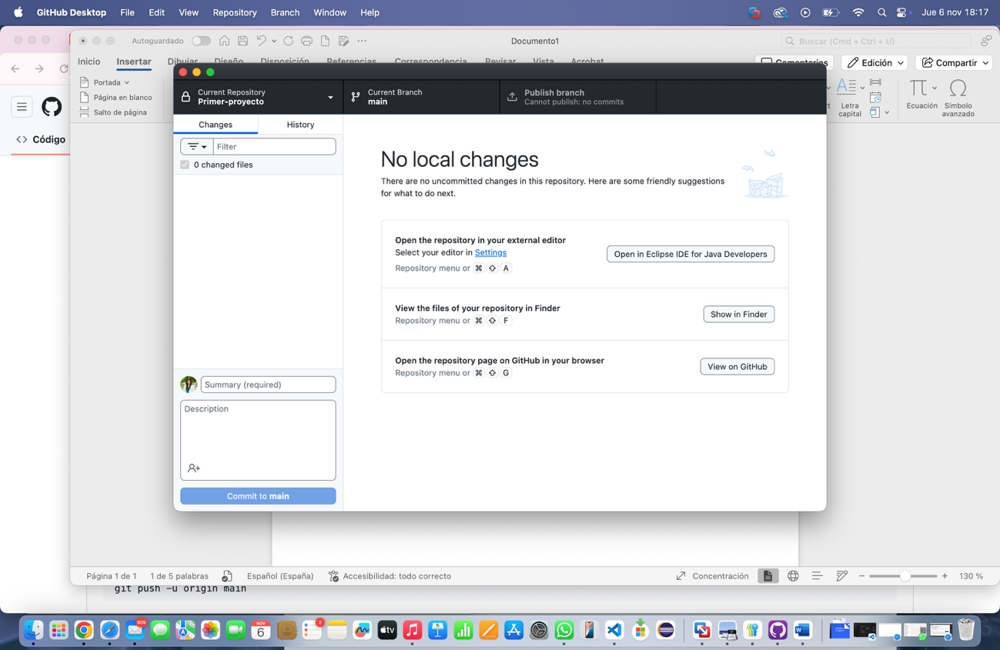 GitHub Desktop File Edit View Repository Branch Window Help Jue 6 nov 18:17
Autoguardado Documento1 Buscar (Cmd + Ctrl + U)
Inicio Insertar Dibujar Diseño Disposición Referencias Correspondencia Revisar Vista Acrobat Comentarios Edición Compartir
Portada
Página en blanco
Salto de página
Letra
capital
Ecuación
Símbolo
avanzado
Código
Current Repository
Primer-proyecto
Current Branch
main
Publish branch
Cannot publish: no commits
Changes History
Filter
0 changed files
No local changes
There are no uncommitted changes in this repository. Here are some friendly suggestions
for what to do next.
Open the repository in your external editor
Select your editor in Settings
Repository menu or ⌘ ⇧ A
Open in Eclipse IDE for Java Developers
View the files of your repository in Finder
Repository menu or ⌘ ⇧ F
Show in Finder
Open the repository page on GitHub in your browser
Repository menu or ⌘ ⇧ G
View on GitHub
Summary (required)
Description
Commit to main
Página 1 de 1 1 de 5 palabras Español (España) Accesibilidad: todo correcto Concentración 130 %
git push -u origin main
609
NOV
6
2
tv